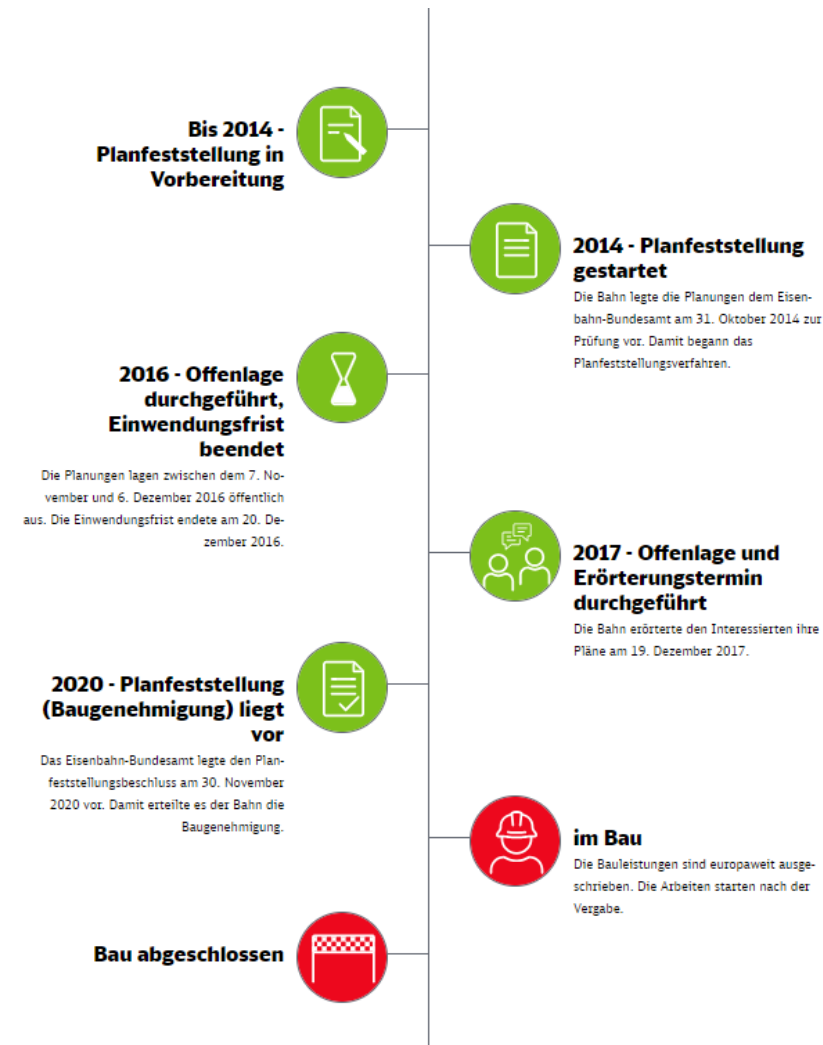 Bis 2014 -
Planfeststellung in
Vorbereitung
2014 - Planfeststellung
gestartet
Die Bahn legte die Planungen dem Eisen-
bahn-Bundesamt am 31. Oktober 2014 zur
Prüfung vor. Damit begann das
Planfeststellungsverfahren.
2016 - Offenlage
durchgeführt,
Einwendungsfrist
beendet
Die Planungen lagen zwischen dem 7. No-
vember und 6. Dezember 2016 öffentlich
aus. Die Einwendungsfrist endete am 20. De-
zember 2016.
2017 - Offenlage und
Erörterungstermin
durchgeführt
Die Bahn erörterte den Interessierten ihre
Pläne am 19. Dezember 2017.
2020 - Planfeststellung
(Baugenehmigung) liegt
vor
Das Eisenbahn-Bundesamt legte den Plan-
feststellungsbeschluss am 30. November
2020 vor. Damit erteilte es der Bahn die
Baugenehmigung.
im Bau
Die Bauleistungen sind europaweit ausge-
schrieben. Die Arbeiten starten nach der
Vergabe.
Bau abgeschlossen